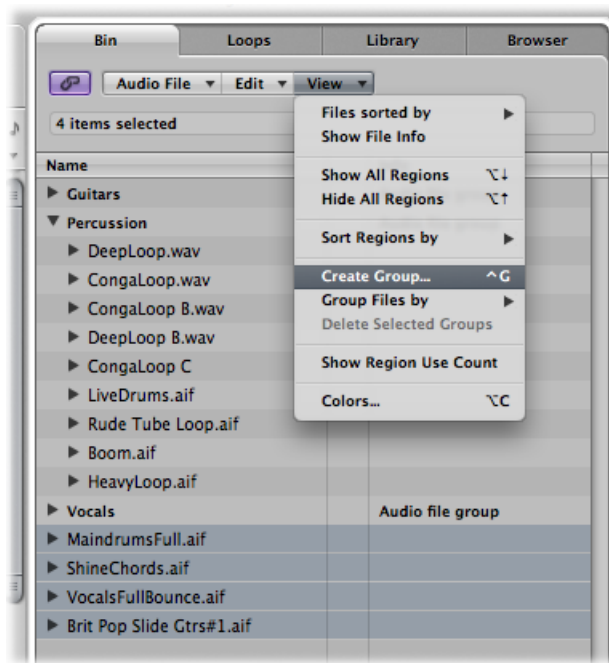 Bin Loops Library Browser
Audio File Edit View
4 items selected
Files sorted by
Show File Info
Show All Regions ⌥↓
Hide All Regions ⌥↑
Sort Regions by
Create Group... ^G
Group Files by
Delete Selected Groups
Show Region Use Count
Colors... ⌥C
Name
Guitars
Percussion
DeepLoop.wav
CongaLoop.wav
CongaLoop B.wav
DeepLoop B.wav
CongaLoop C
LiveDrums.aif
Rude Tube Loop.aif
Boom.aif
HeavyLoop.aif
Vocals Audio file group
MaindrumsFull.aif
ShineChords.aif
VocalsFullBounce.aif
Brit Pop Slide Gtrs#1.aif